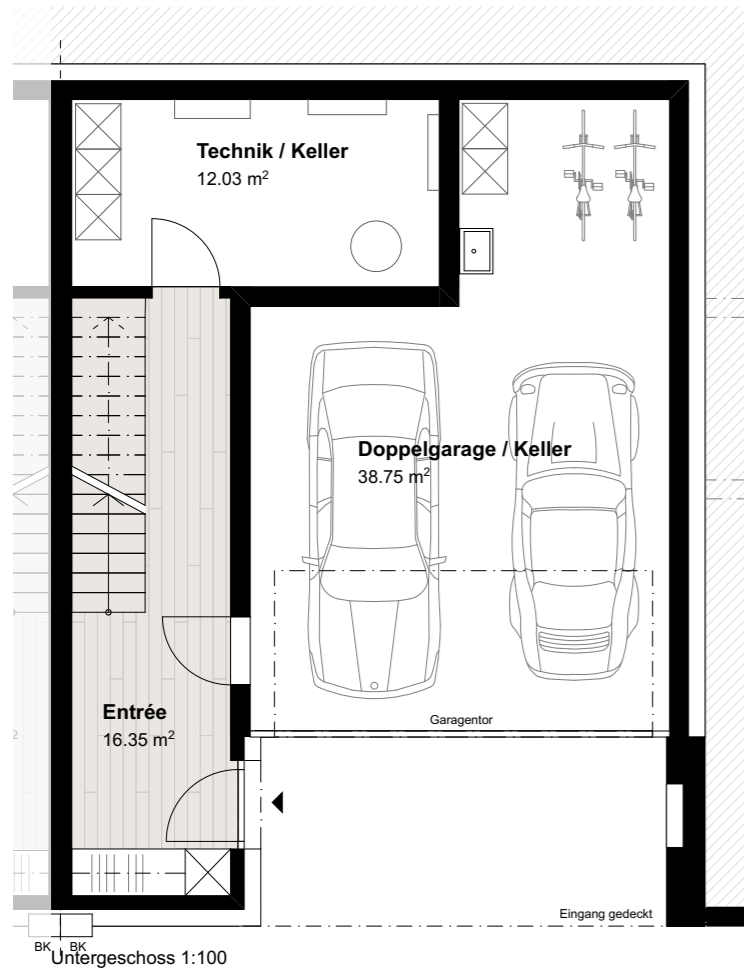 Technik / Keller
12.03 m²
Doppelgarage / Keller
38.75 m²
Garagentor
Entrée
16.35 m²
Eingang gedeckt
BK BK
Untergeschoss 1:100